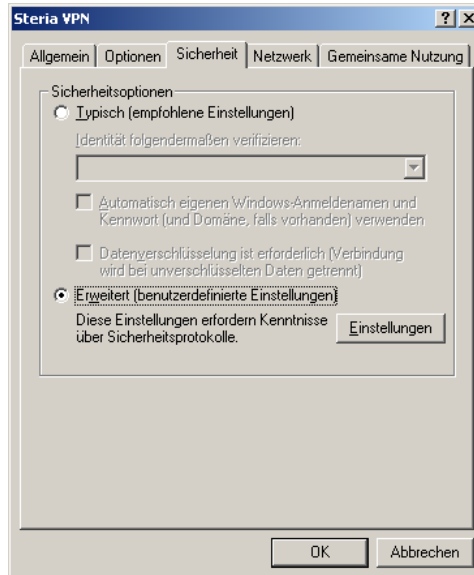 Steria VPN
Allgemein Optionen Sicherheit Netzwerk Gemeinsame Nutzung
Sicherheitsoptionen
Typisch (empfohlene Einstellungen)
Identität folgendermaßen verifizieren:
Automatisch eigenen Windows-Anmeldenamen und
Kennwort (und Domäne, falls vorhanden) verwenden
Datenverschlüsselung ist erforderlich (Verbindung
wird bei unverschlüsselten Daten getrennt)
Erweitert (benutzerdefinierte Einstellungen)
Diese Einstellungen erfordern Kenntnisse
über Sicherheitsprotokolle.
Einstellungen
OK Abbrechen